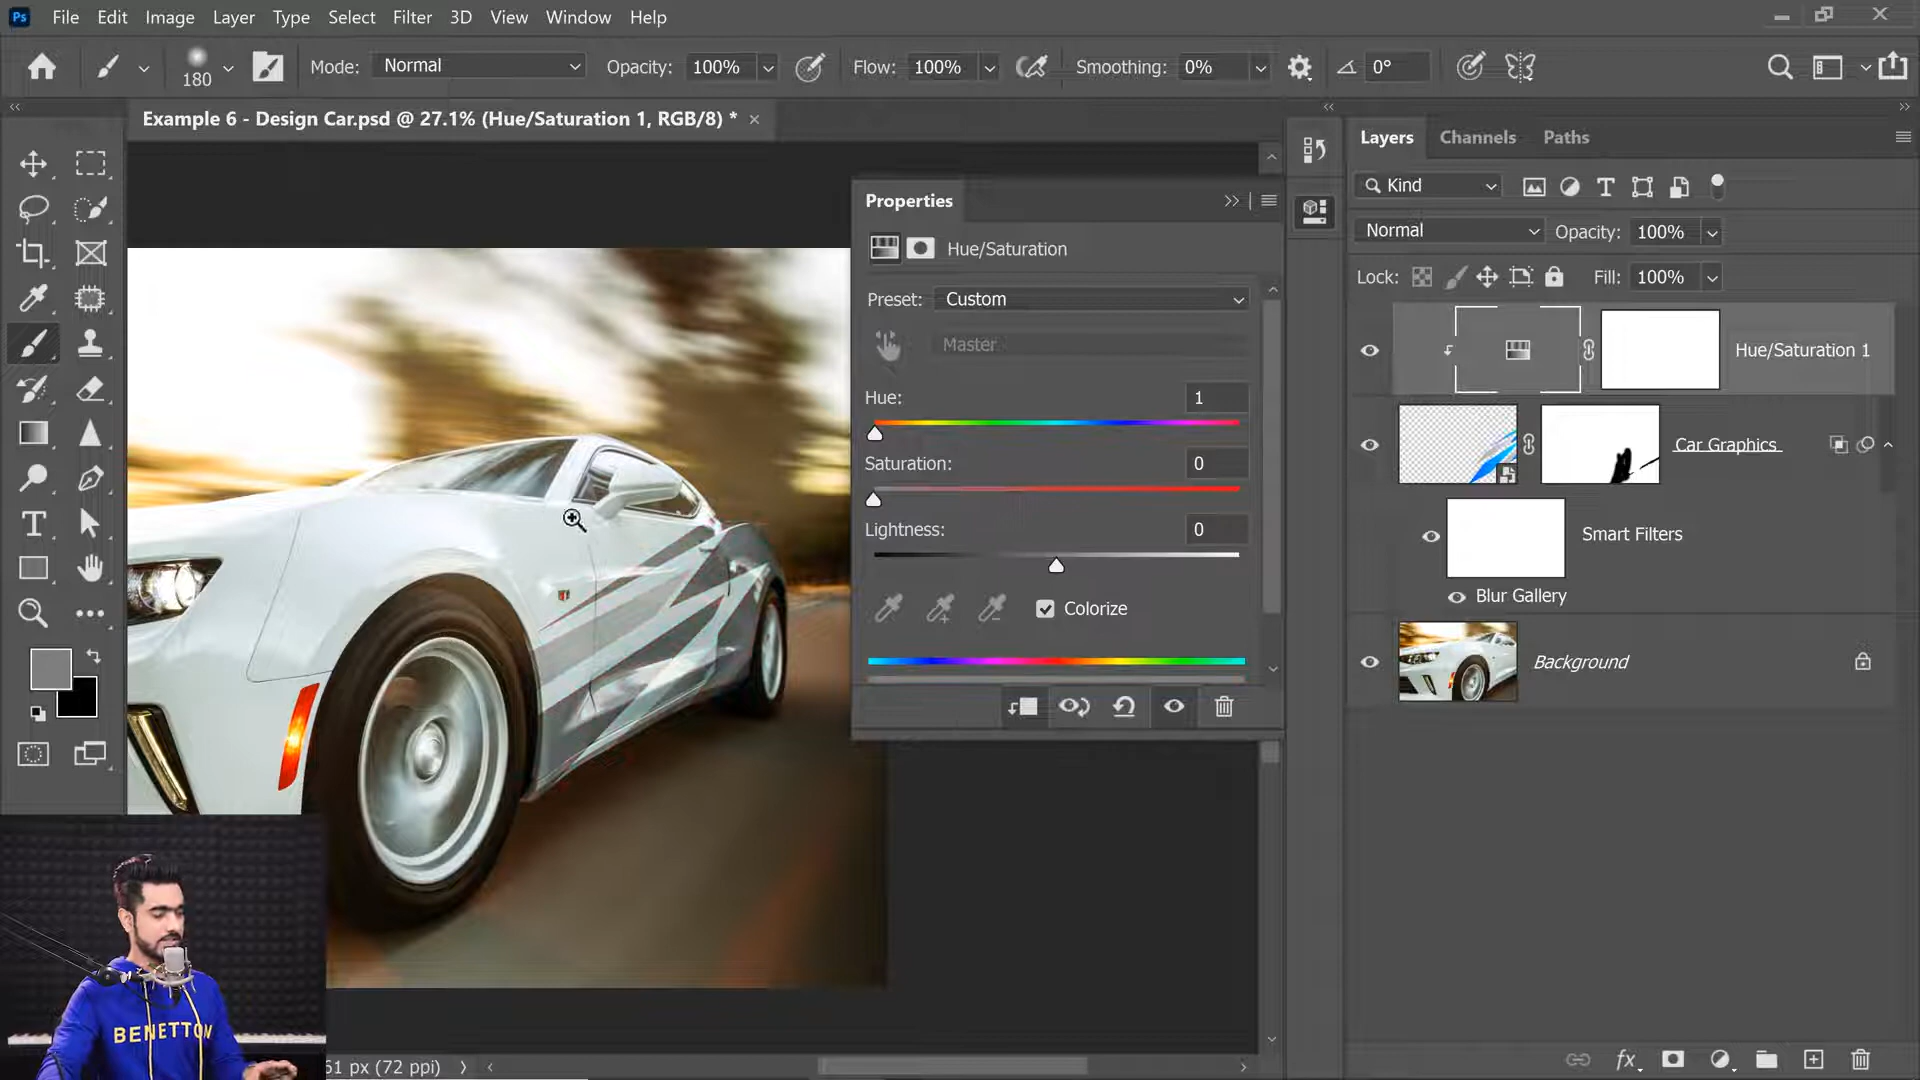 Ps File Edit Image Layer Type Select Filter 3D View Window Help
180 Mode: Normal Opacity: 100% Flow: 100% Smoothing: 0% 0°
Example 6 - Design Car.psd @ 27.1% (Hue/Saturation 1, RGB/8) * ×
Layers Channels Paths
Kind
Normal Opacity: 100%
Lock: Fill: 100%
Hue/Saturation 1
Car Graphics
Smart Filters
Blur Gallery
Background
Properties
Hue/Saturation
Preset: Custom
Master
Hue: 1
Saturation: 0
Lightness: 0
Colorize
BENETTON
61 px (72 ppi)
fx